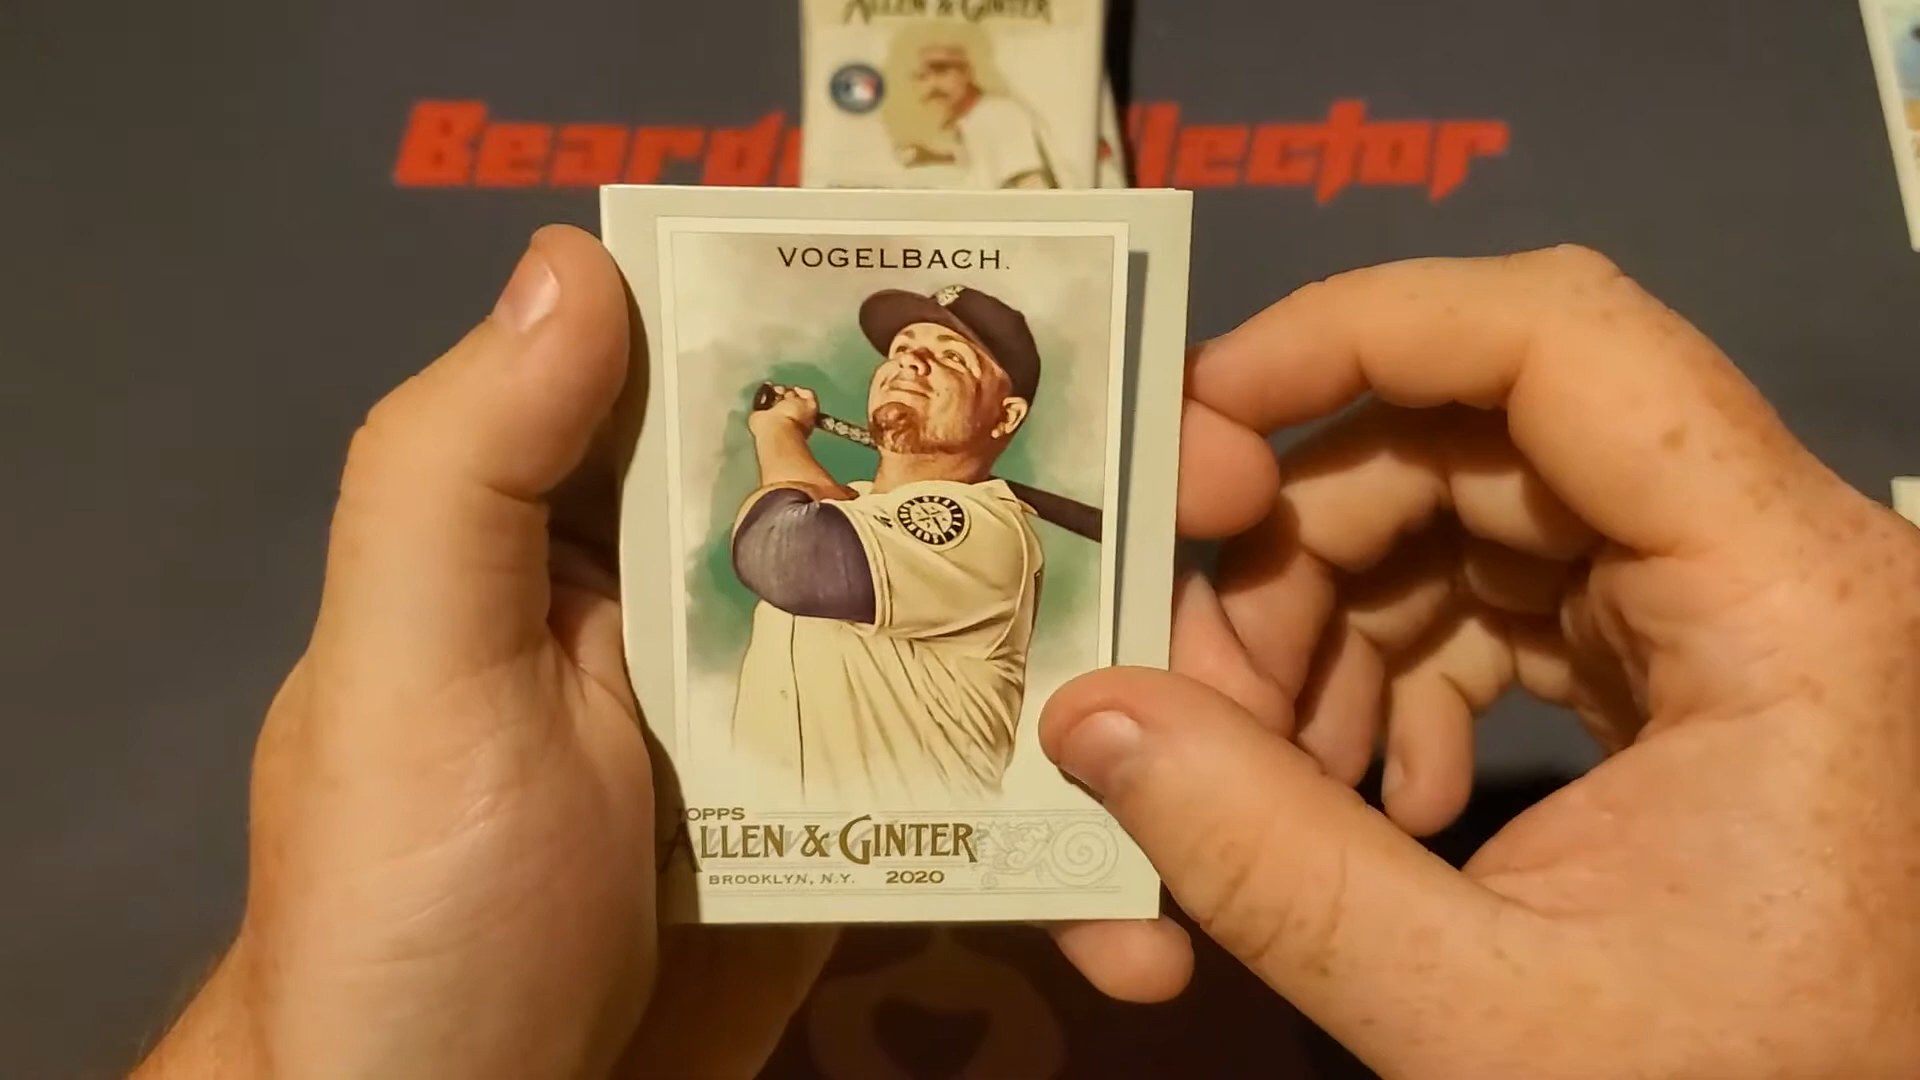 ALLEN & GINTER
VOGELBACH.
TOPPS
ALLEN & GINTER
BROOKLYN, N.Y. 2020